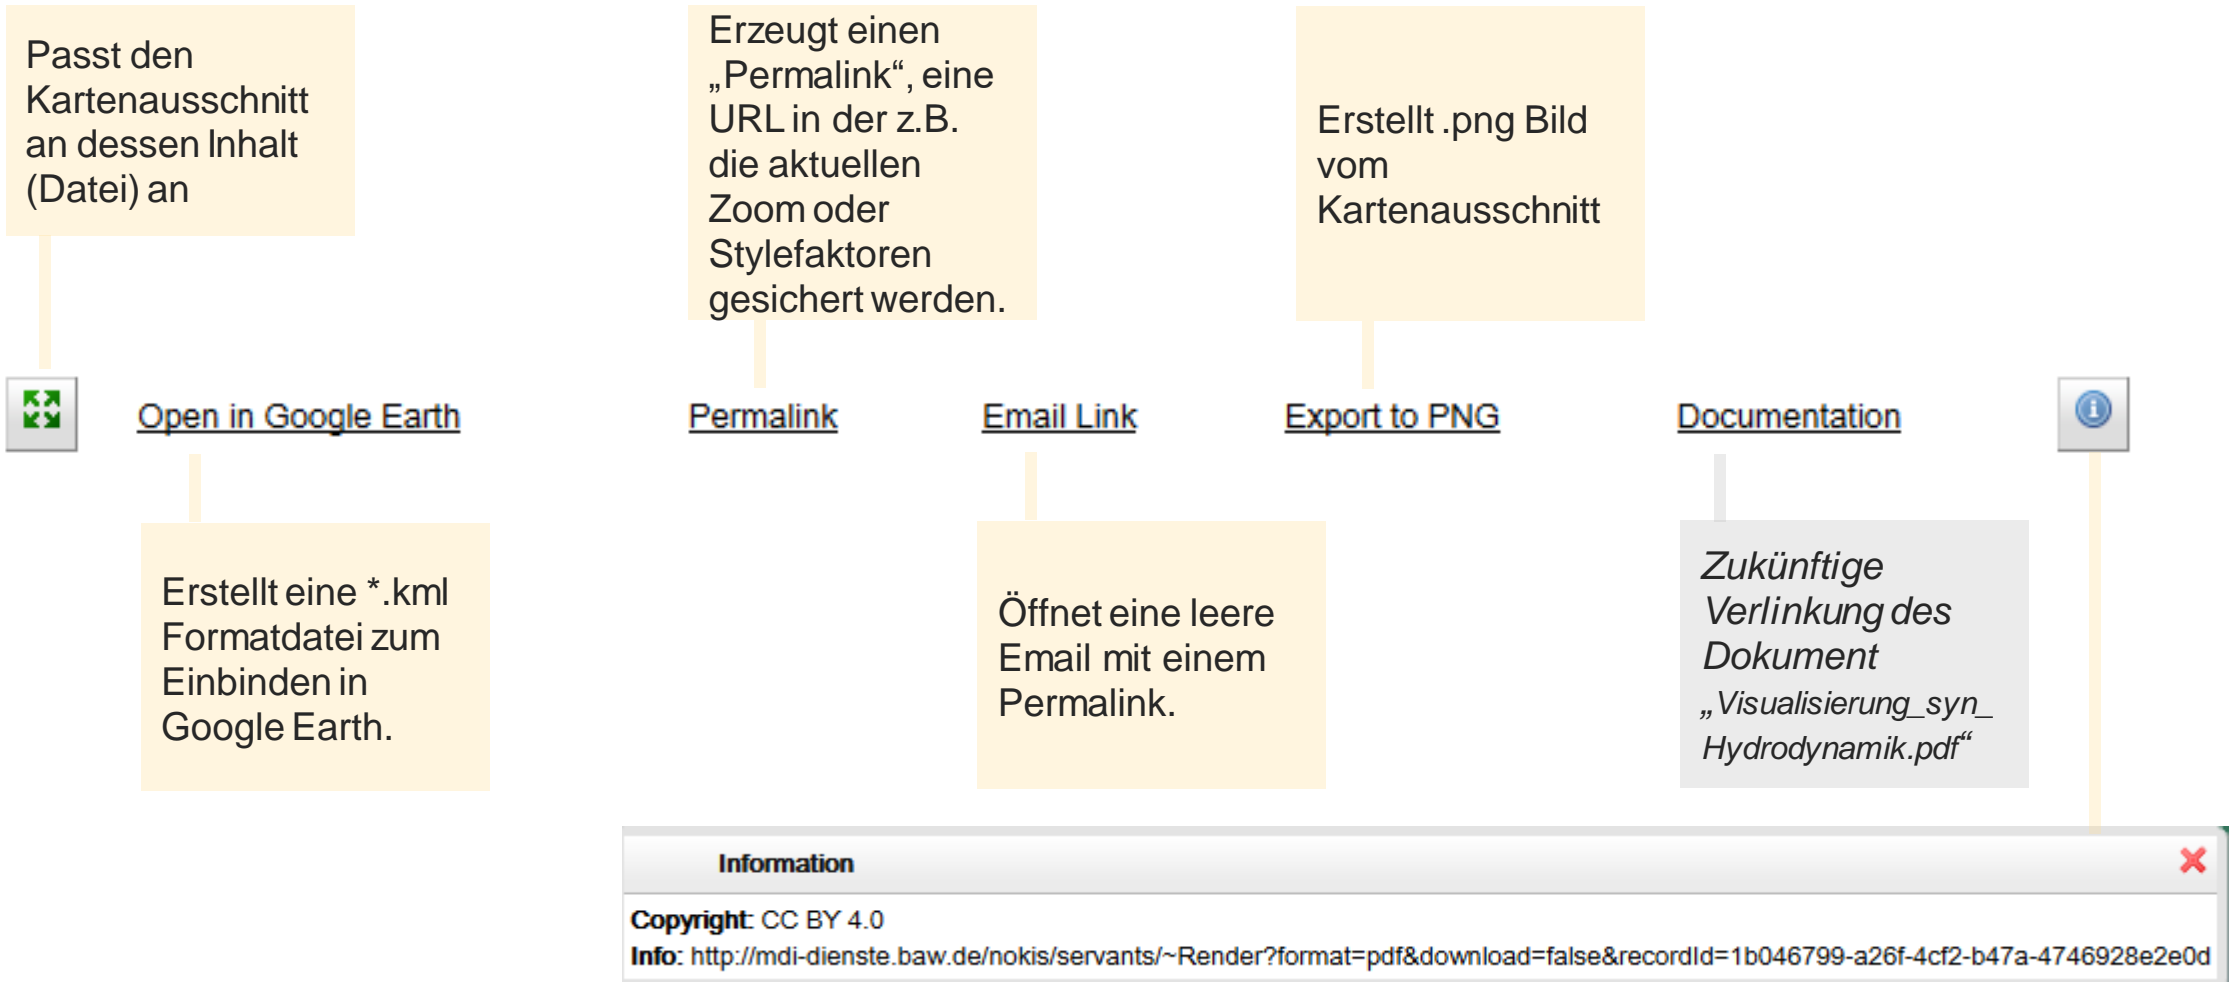 Passt den
Kartenausschnitt
an dessen Inhalt
(Datei) an
Erzeugt einen
„Permalink“, eine
URL in der z.B.
die aktuellen
Zoom oder
Stylefaktoren
gesichert werden.
Erstellt .png Bild
vom
Kartenausschnitt
Open in Google Earth
Permalink
Email Link
Export to PNG
Documentation
Erstellt eine *.kml
Formatdatei zum
Einbinden in
Google Earth.
Öffnet eine leere
Email mit einem
Permalink.
Zukünftige
Verlinkung des
Dokument
„Visualisierung_syn_
Hydrodynamik.pdf“
Information
Copyright: CC BY 4.0
Info: http://mdi-dienste.baw.de/nokis/servants/~Render?format=pdf&download=false&recordId=1b046799-a26f-4cf2-b47a-4746928e2e0d